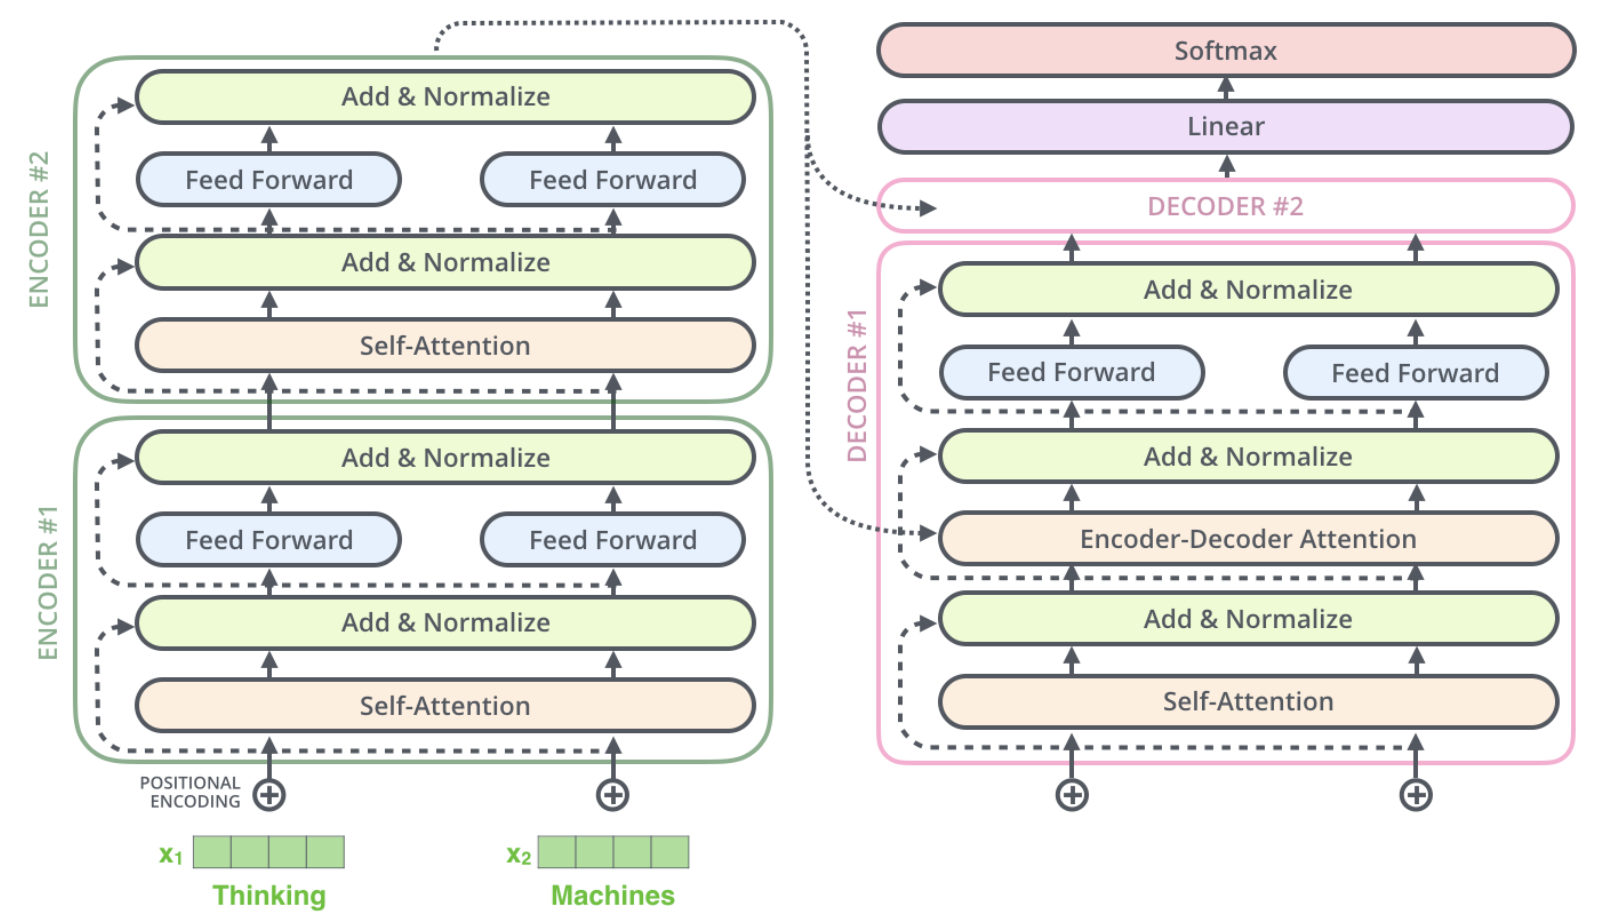 ENCODER #2
Add & Normalize
Feed Forward
Feed Forward
Add & Normalize
Self-Attention
ENCODER #1
Add & Normalize
Feed Forward
Feed Forward
Add & Normalize
Self-Attention
POSITIONAL
ENCODING
x1
x2
Thinking
Machines
Softmax
Linear
DECODER #2
DECODER #1
Add & Normalize
Feed Forward
Feed Forward
Add & Normalize
Encoder-Decoder Attention
Add & Normalize
Self-Attention